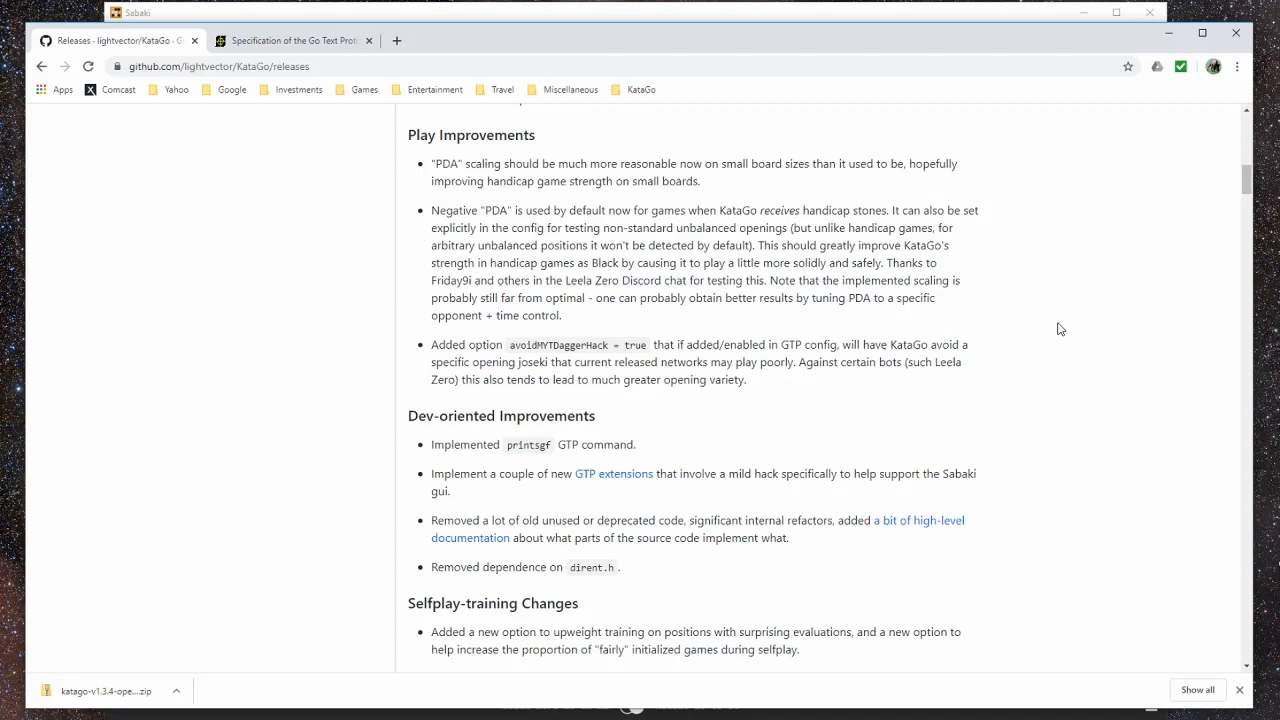 Sabaki
Releases · lightvector/KataGo · G
Specification of the Go Text Prot
github.com/lightvector/KataGo/releases
Apps
Comcast
Yahoo
Google
Investments
Games
Entertainment
Travel
Miscellaneous
KataGo
Play Improvements
"PDA" scaling should be much more reasonable now on small board sizes than it used to be, hopefully
improving handicap game strength on small boards.
Negative "PDA" is used by default now for games when KataGo receives handicap stones. It can also be set
explicitly in the config for testing non-standard unbalanced openings (but unlike handicap games, for
arbitrary unbalanced positions it won't be detected by default). This should greatly improve KataGo's
strength in handicap games as Black by causing it to play a little more solidly and safely. Thanks to
Friday9i and others in the Leela Zero Discord chat for testing this. Note that the implemented scaling is
probably still far from optimal - one can probably obtain better results by tuning PDA to a specific
opponent + time control.
Added option avoidMYTDaggerHack = true that if added/enabled in GTP config, will have KataGo avoid a
specific opening joseki that current released networks may play poorly. Against certain bots (such Leela
Zero) this also tends to lead to much greater opening variety.
Dev-oriented Improvements
Implemented printsgf GTP command.
Implement a couple of new GTP extensions that involve a mild hack specifically to help support the Sabaki
gui.
Removed a lot of old unused or deprecated code, significant internal refactors, added a bit of high-level
documentation about what parts of the source code implement what.
Removed dependence on dirent.h.
Selfplay-training Changes
Added a new option to upweight training on positions with surprising evaluations, and a new option to
help increase the proportion of "fairly" initialized games during selfplay.
katago-v1.3.4-ope....zip
Show all